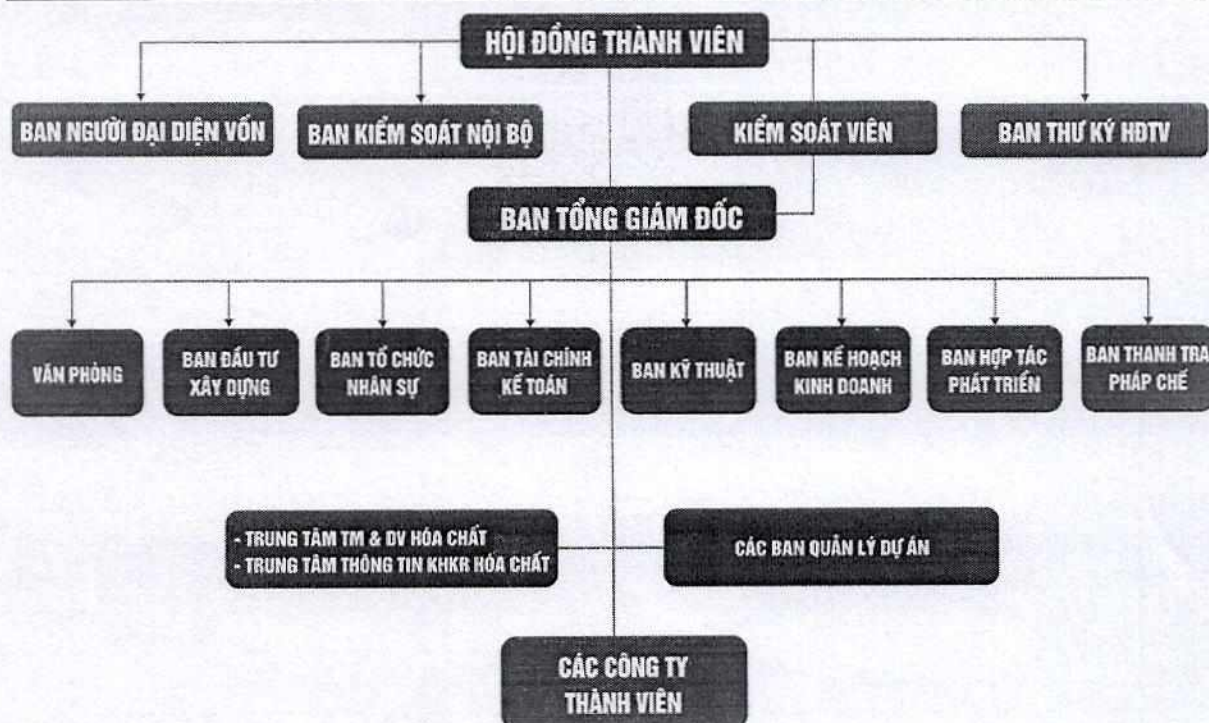 HỘI ĐỒNG THÀNH VIÊN
BAN NGƯỜI ĐẠI DIỆN VỐN
BAN KIỂM SOÁT NỘI BỘ
KIỂM SOÁT VIÊN
BAN THƯ KÝ HĐTV
BAN TỔNG GIÁM ĐỐC
VĂN PHÒNG
BAN ĐẦU TƯ
XÂY DỰNG
BAN TỔ CHỨC
NHÂN SỰ
BAN TÀI CHÍNH
KẾ TOÁN
BAN KỸ THUẬT
BAN KẾ HOẠCH
KINH DOANH
BAN HỢP TÁC
PHÁT TRIỂN
BAN THANH TRA
PHÁP CHẾ
- TRUNG TÂM TM & DV HÓA CHẤT
- TRUNG TÂM THÔNG TIN KHKR HÓA CHẤT
CÁC BAN QUẢN LÝ DỰ ÁN
CÁC CÔNG TY
THÀNH VIÊN